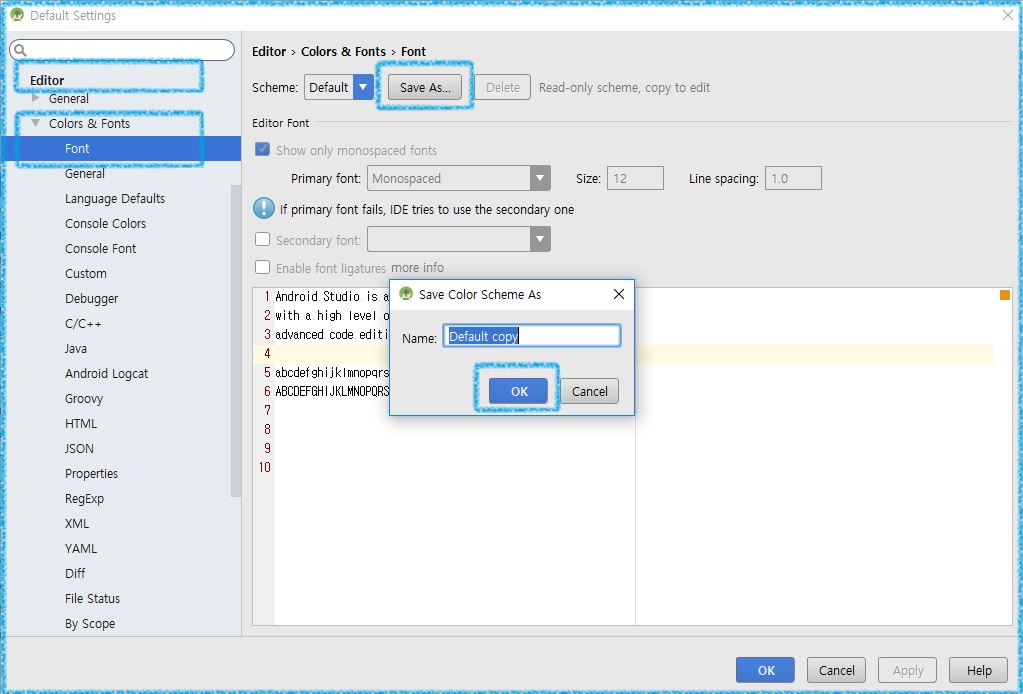 Default Settings
Editor
General
Colors & Fonts
Font
General
Language Defaults
Console Colors
Console Font
Custom
Debugger
C/C++
Java
Android Logcat
Groovy
HTML
JSON
Properties
RegExp
XML
YAML
Diff
File Status
By Scope
Editor › Colors & Fonts › Font
Scheme: Default Save As... Delete Read-only scheme, copy to edit
Editor Font
Show only monospaced fonts
Primary font: Monospaced Size: 12 Line spacing: 1.0
If primary font fails, IDE tries to use the secondary one
Secondary font:
Enable font ligatures more info
1 Android Studio is a
2 with a high level o
3 advanced code editi
4
5 abcdefghijklmnopqrs
6 ABCDEFGHIJKLMNOPQRS
7
8
9
10
Save Color Scheme As
Name: Default copy
OK Cancel
OK Cancel Apply Help